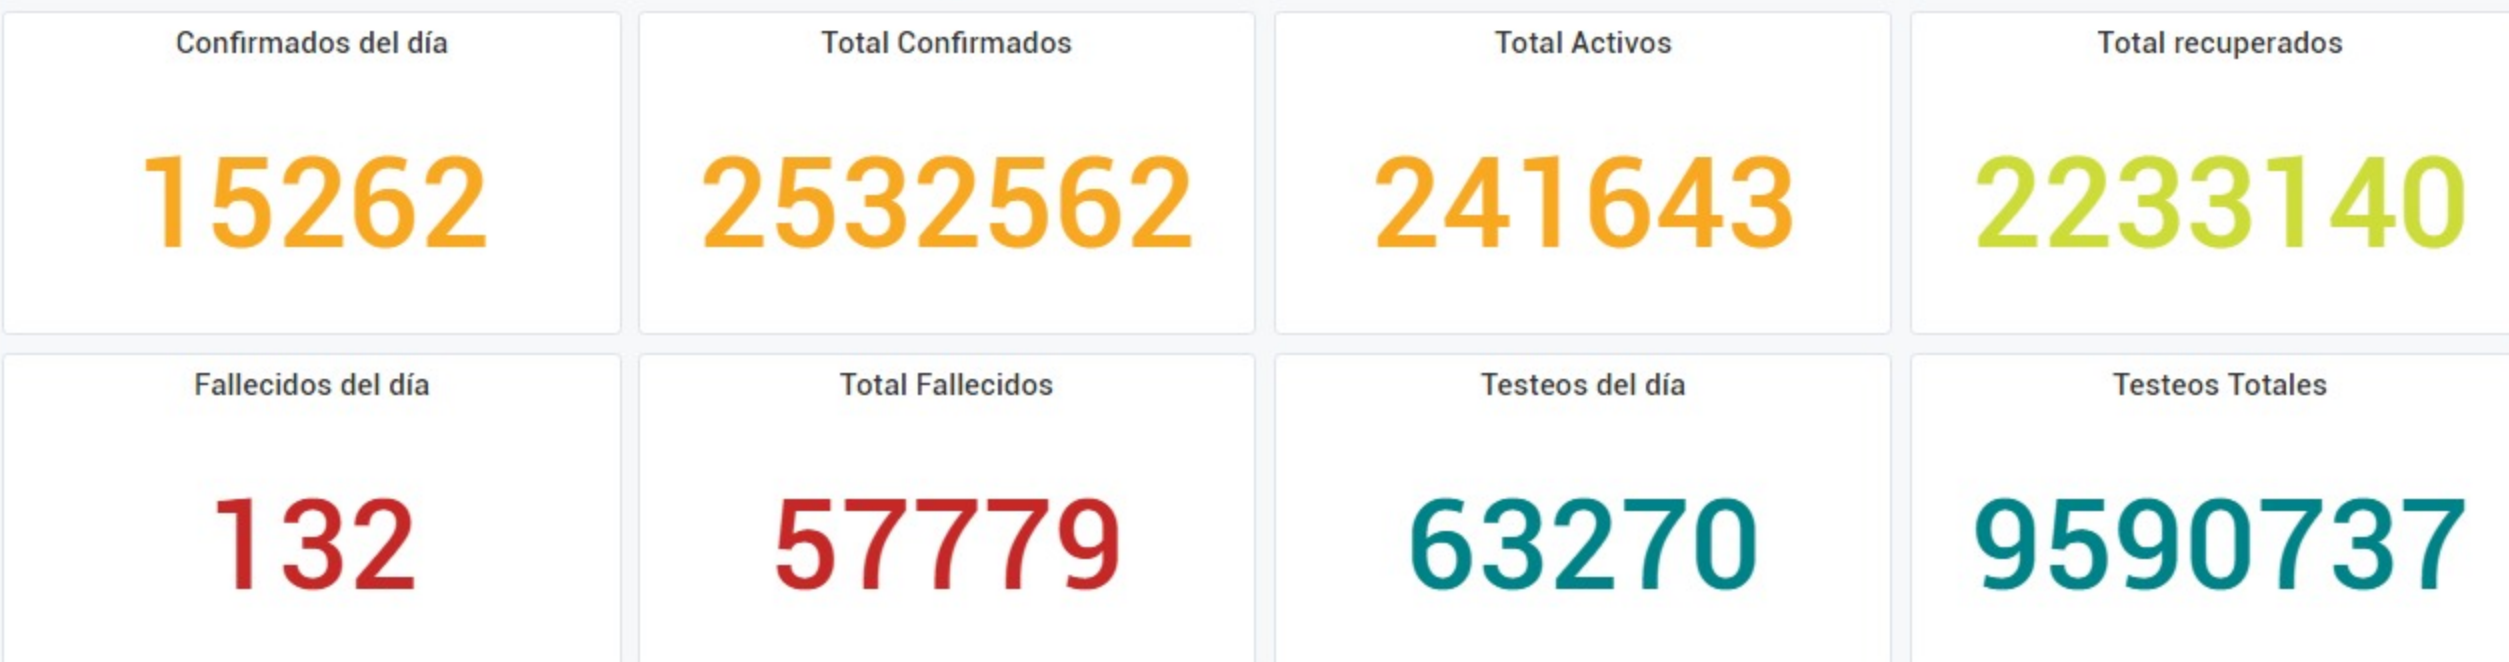 Confirmados del día
Total Confirmados
Total Activos
Total recuperados
15262
2532562
241643
2233140
Fallecidos del día
Total Fallecidos
Testeos del día
Testeos Totales
132
57779
63270
9590737